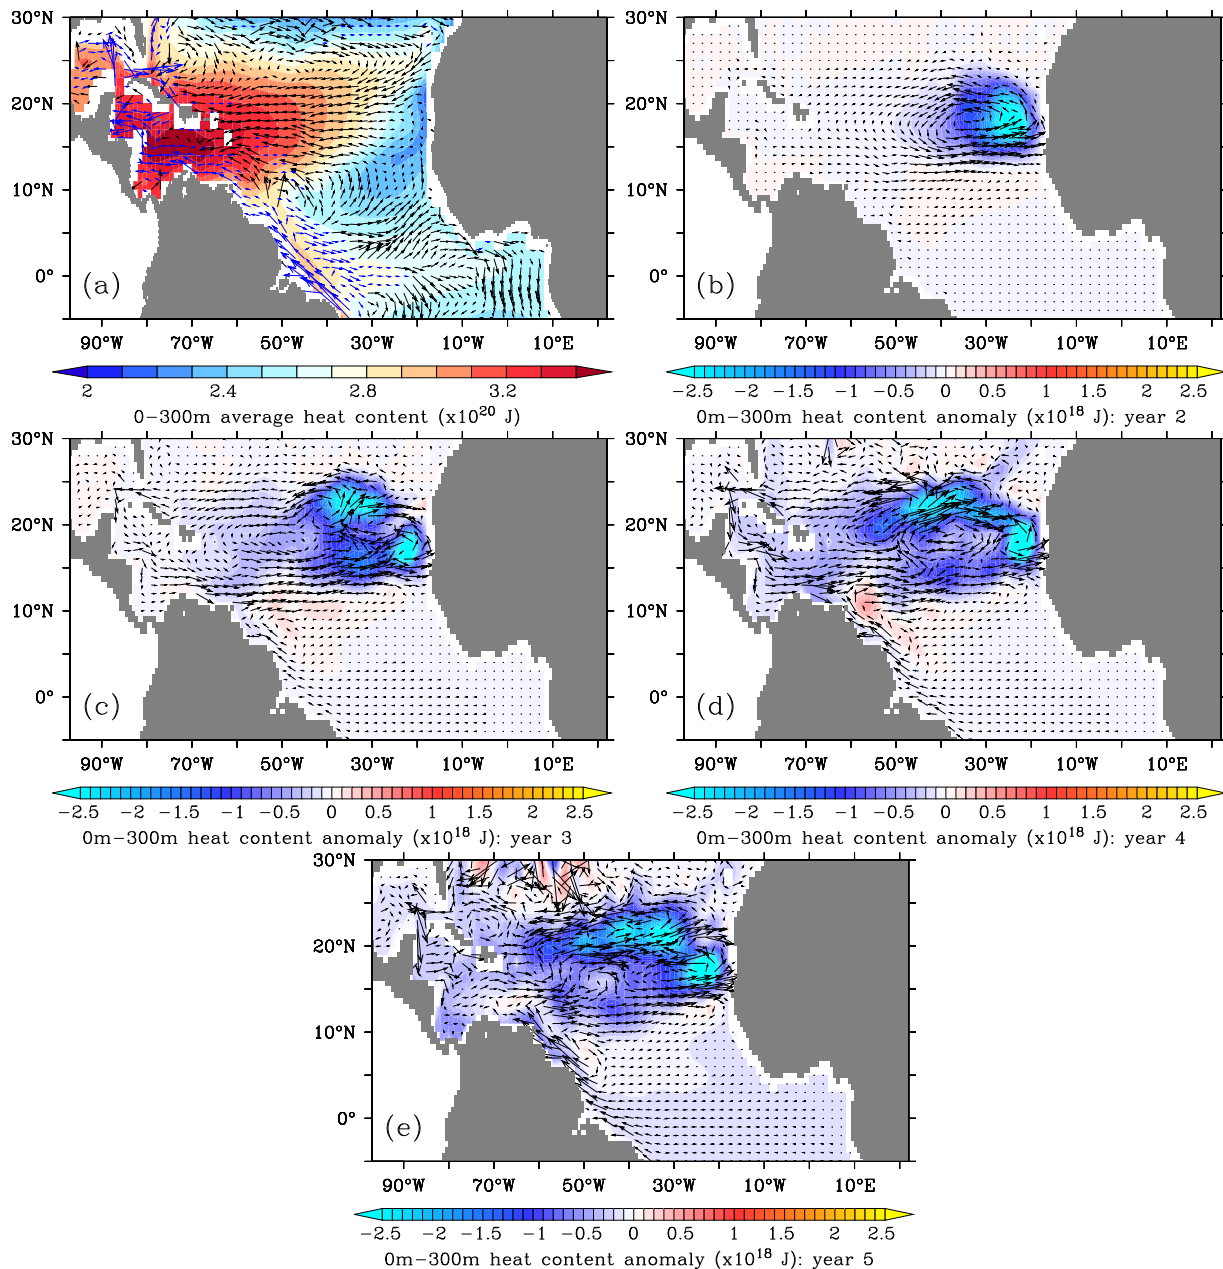 30°N
20°N
10°N
0°
(a)
90°W 70°W 50°W 30°W 10°W 10°E
2 2.4 2.8 3.2
0−300m average heat content (x10²⁰ J)
30°N
20°N
10°N
0°
(b)
90°W 70°W 50°W 30°W 10°W 10°E
−2.5 −2 −1.5 −1 −0.5 0 0.5 1 1.5 2 2.5
0m−300m heat content anomaly (x10¹⁸ J): year 2
30°N
20°N
10°N
0°
(c)
90°W 70°W 50°W 30°W 10°W 10°E
−2.5 −2 −1.5 −1 −0.5 0 0.5 1 1.5 2 2.5
0m−300m heat content anomaly (x10¹⁸ J): year 3
30°N
20°N
10°N
0°
(d)
90°W 70°W 50°W 30°W 10°W 10°E
−2.5 −2 −1.5 −1 −0.5 0 0.5 1 1.5 2 2.5
0m−300m heat content anomaly (x10¹⁸ J): year 4
30°N
20°N
10°N
0°
(e)
90°W 70°W 50°W 30°W 10°W 10°E
−2.5 −2 −1.5 −1 −0.5 0 0.5 1 1.5 2 2.5
0m−300m heat content anomaly (x10¹⁸ J): year 5